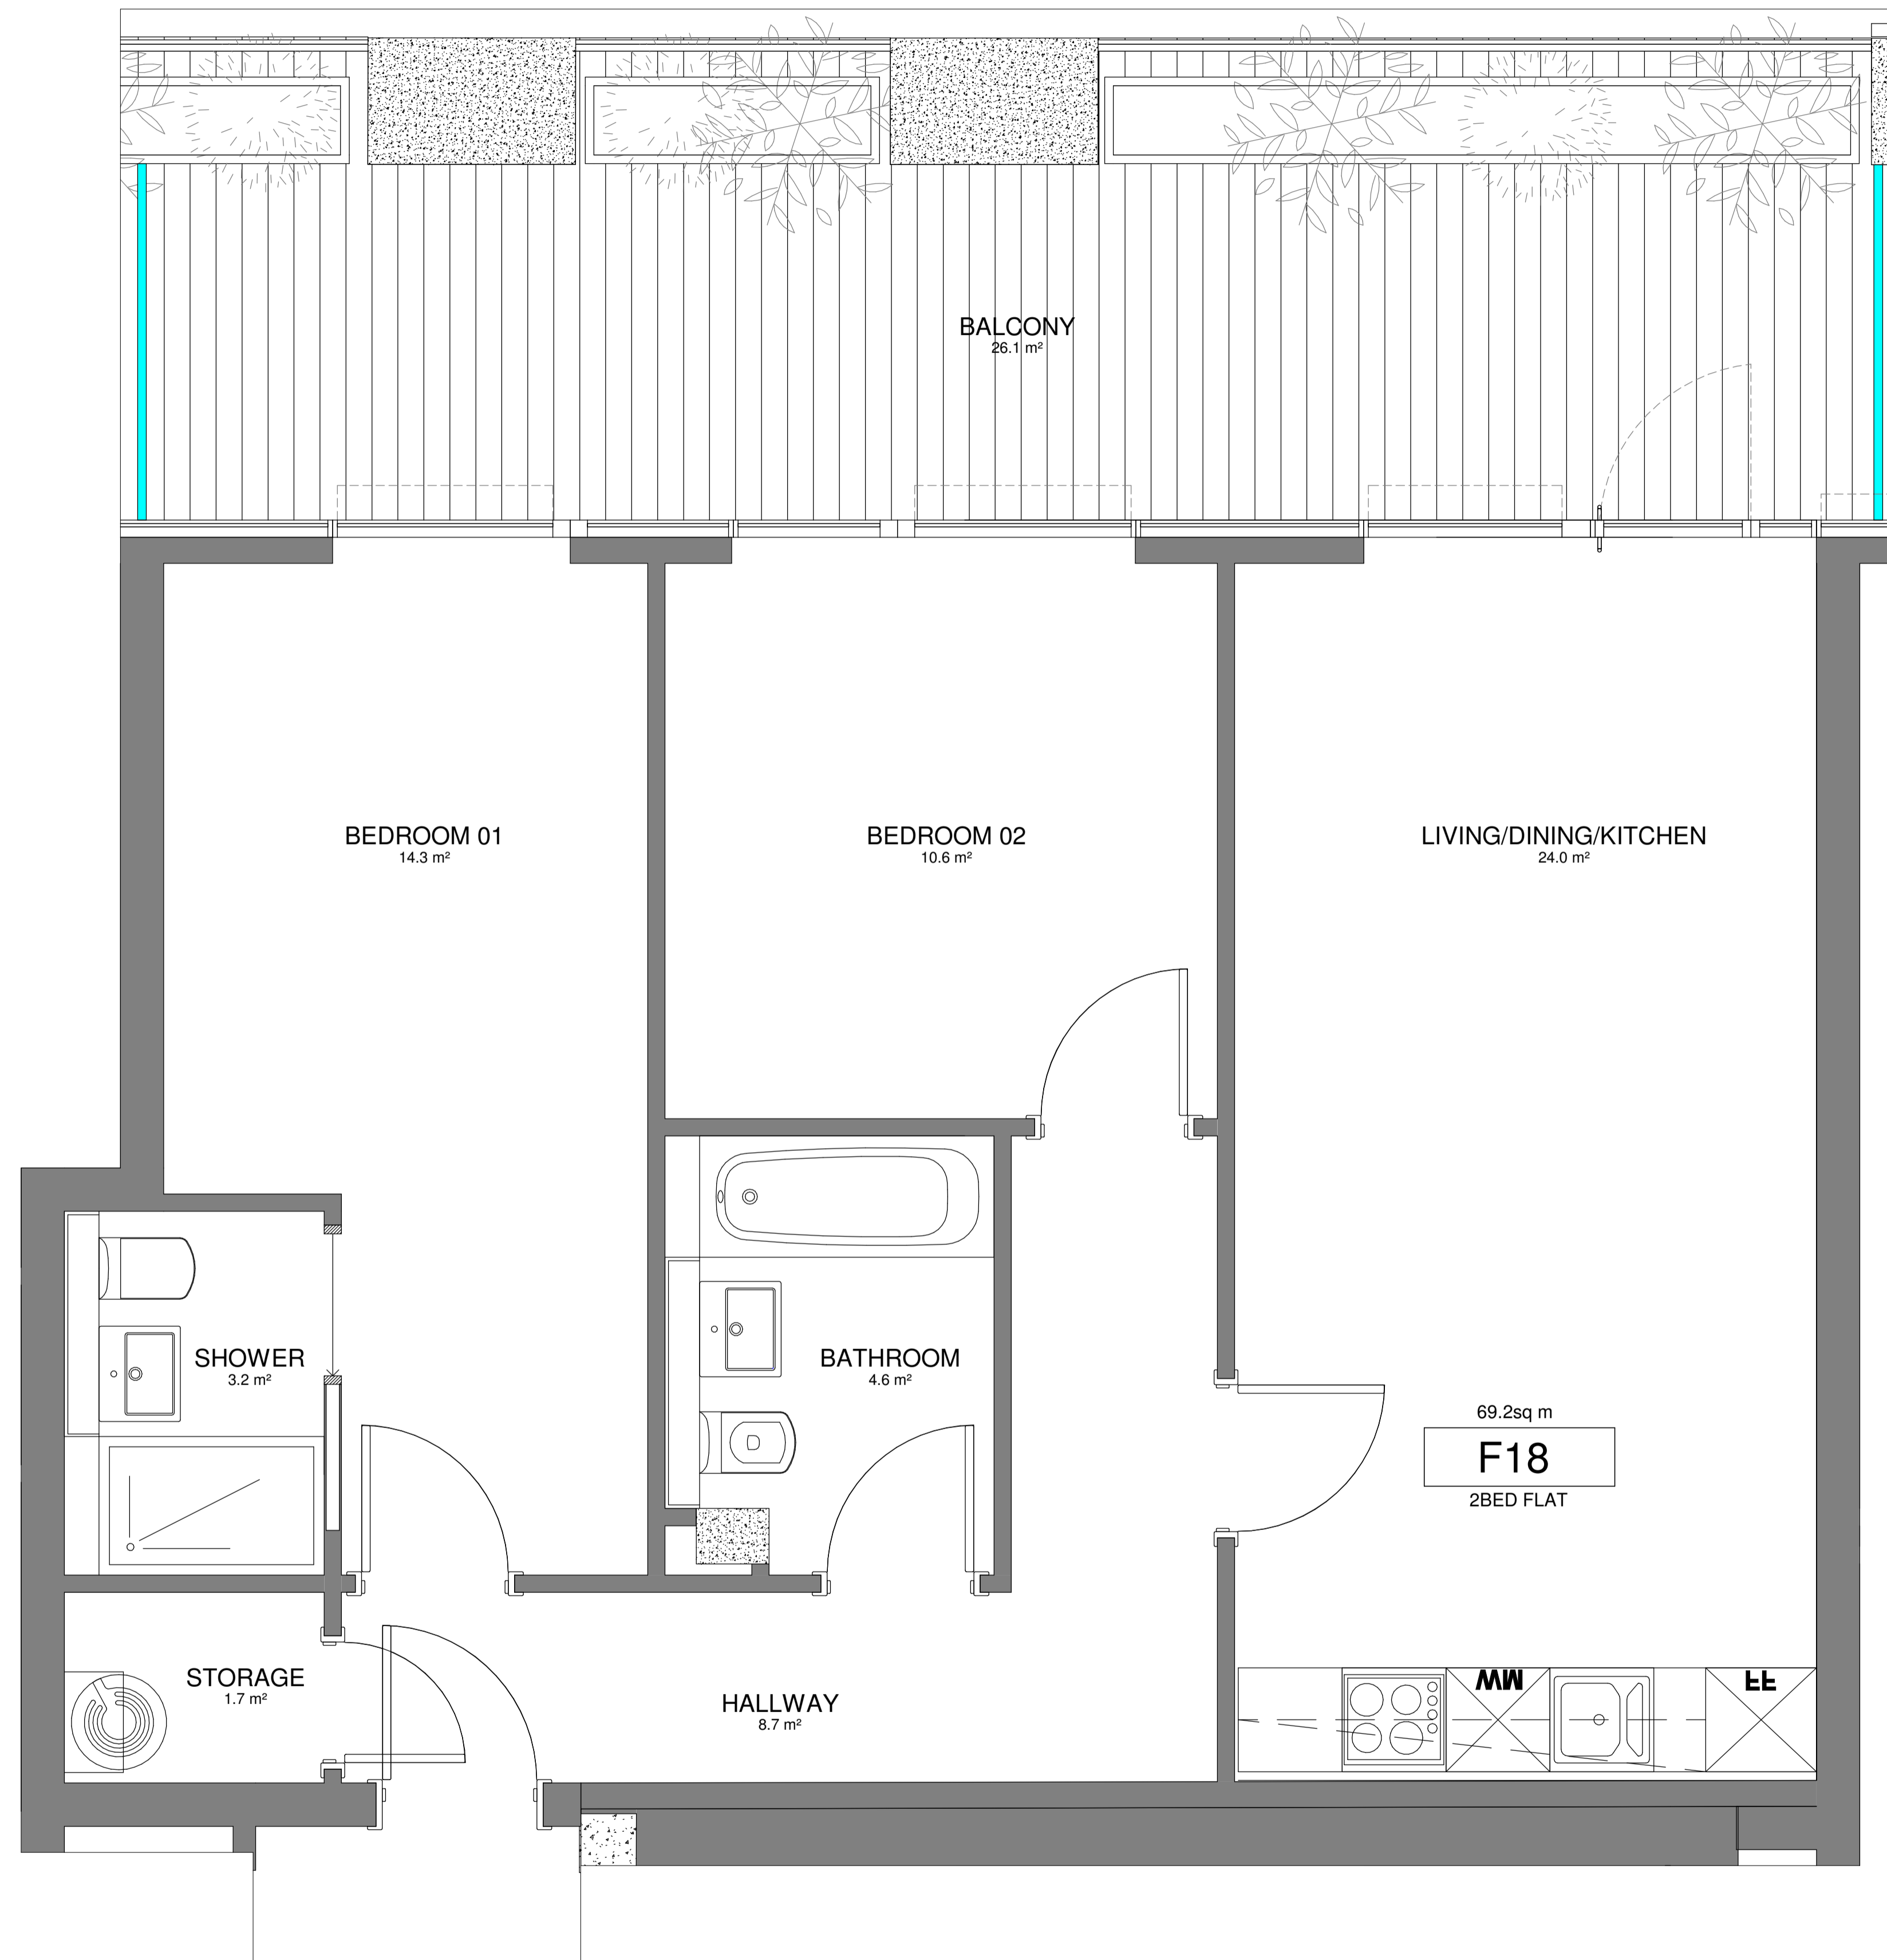 BALCONY
26.1 m²
BEDROOM 01
14.3 m²
BEDROOM 02
10.6 m²
LIVING/DINING/KITCHEN
24.0 m²
SHOWER
3.2 m²
BATHROOM
4.6 m²
69.2sq m
F18
2BED FLAT
STORAGE
1.7 m²
HALLWAY
8.7 m²
MW
FF